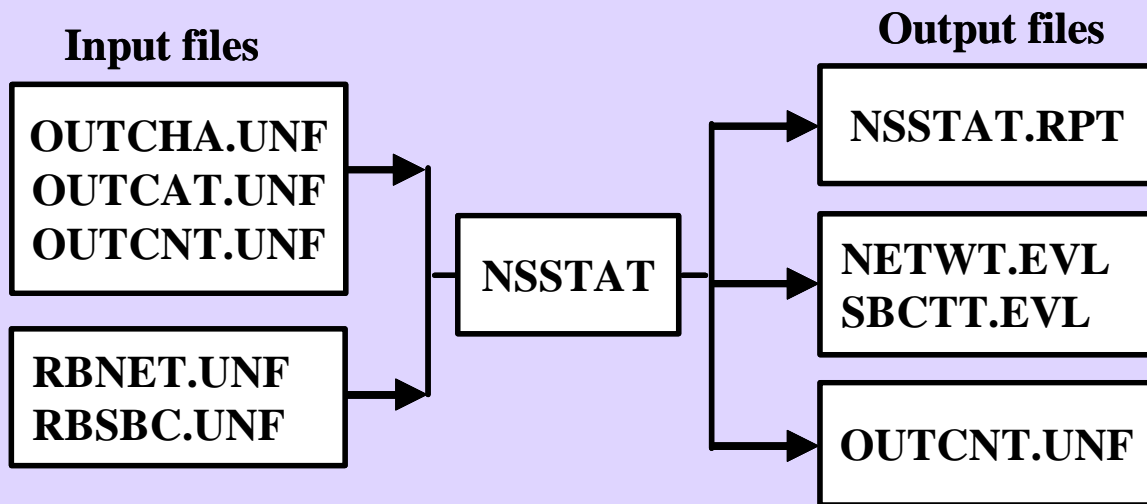 Input files
OUTCHA.UNF
OUTCAT.UNF
OUTCNT.UNF
RBNET.UNF
RBSBC.UNF
NSSTAT
Output files
NSSTAT.RPT
NETWT.EVL
SBCTT.EVL
OUTCNT.UNF